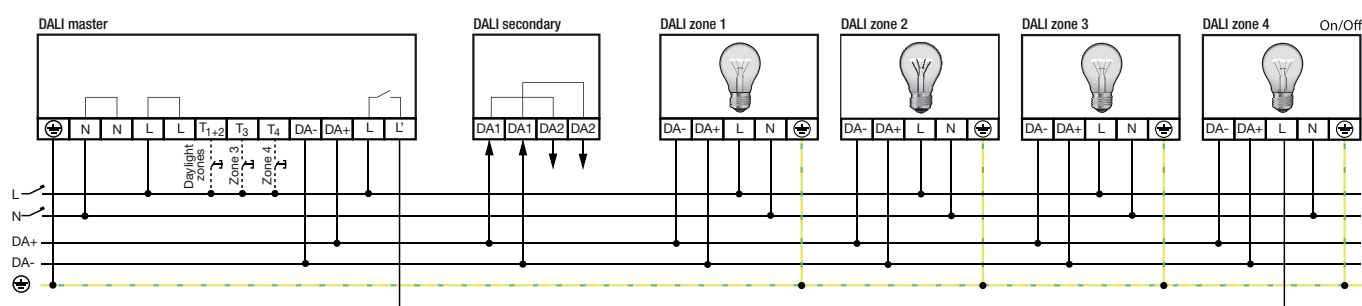 DALI master
DALI secondary
DALI zone 1
DALI zone 2
DALI zone 3
DALI zone 4
On/Off
N N L L T1+2 T3 T4 DA- DA+ L L'
DA1 DA1 DA2 DA2
DA- DA+ L N
DA- DA+ L N
DA- DA+ L N
DA- DA+ L N
Daylight
zones
Zone 3
Zone 4
L
N
DA+
DA-